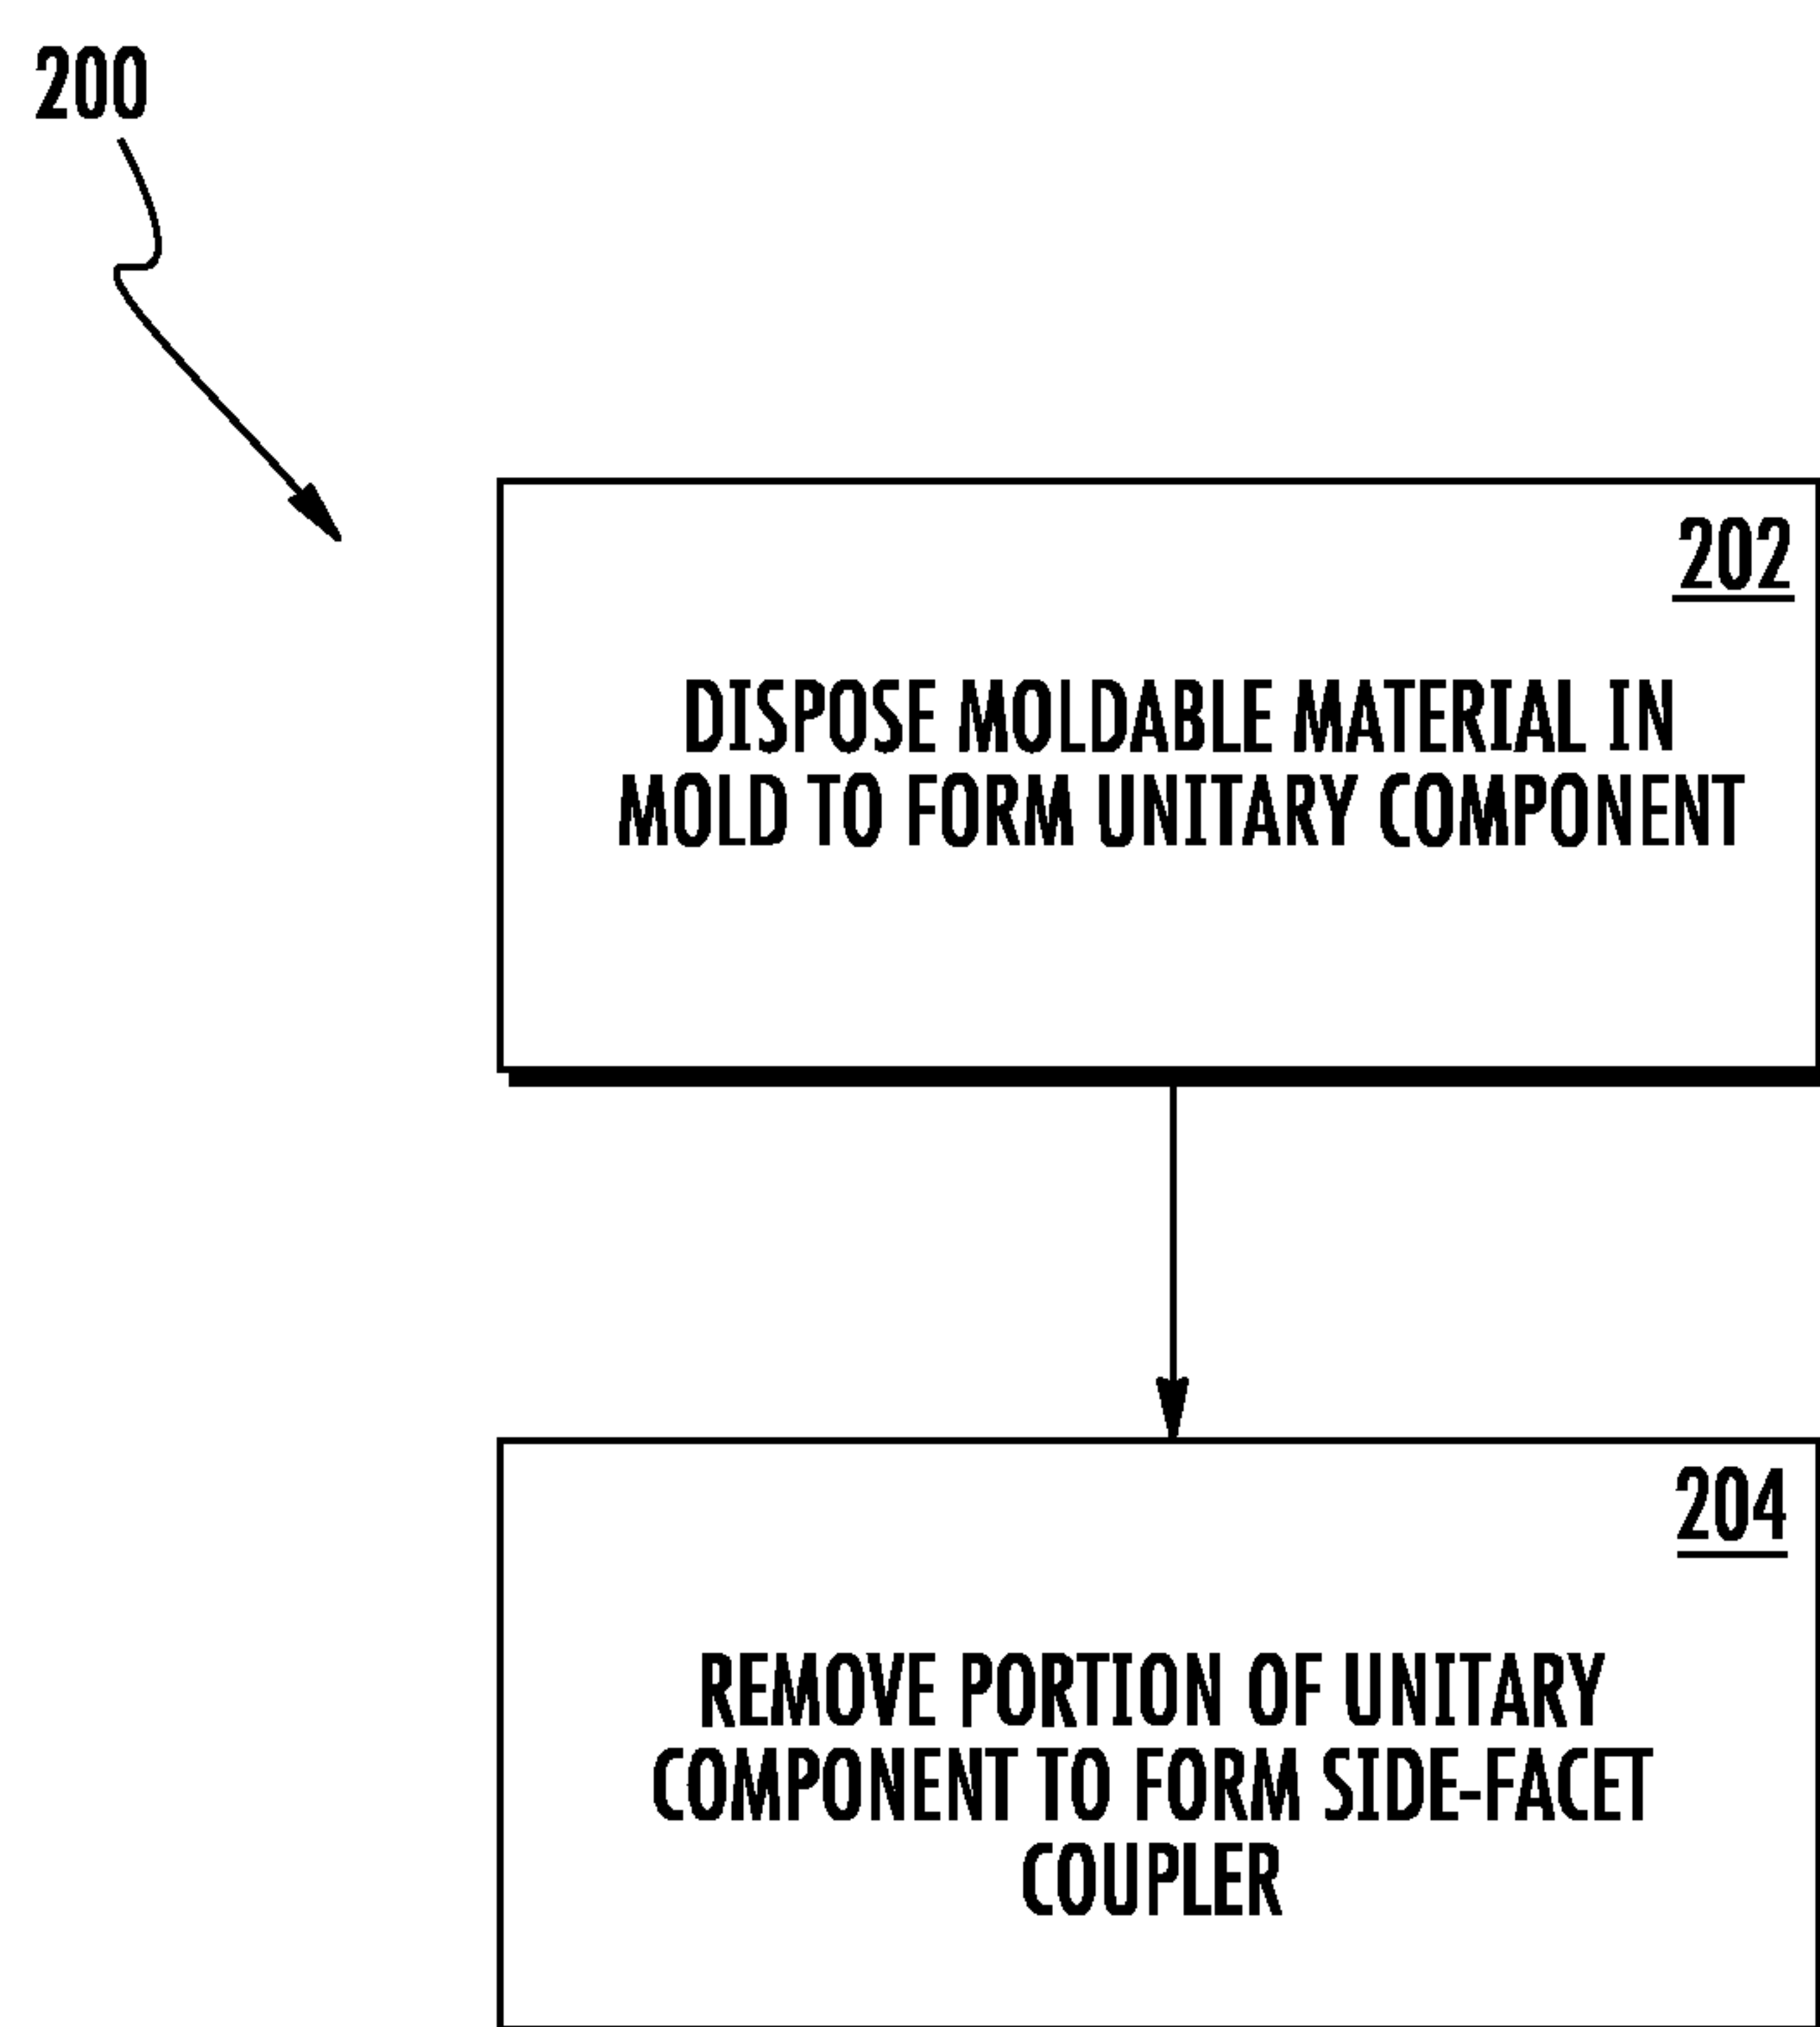 200
202
DISPOSE MOLDABLE MATERIAL IN
MOLD TO FORM UNITARY COMPONENT
204
REMOVE PORTION OF UNITARY
COMPONENT TO FORM SIDE-FACET
COUPLER